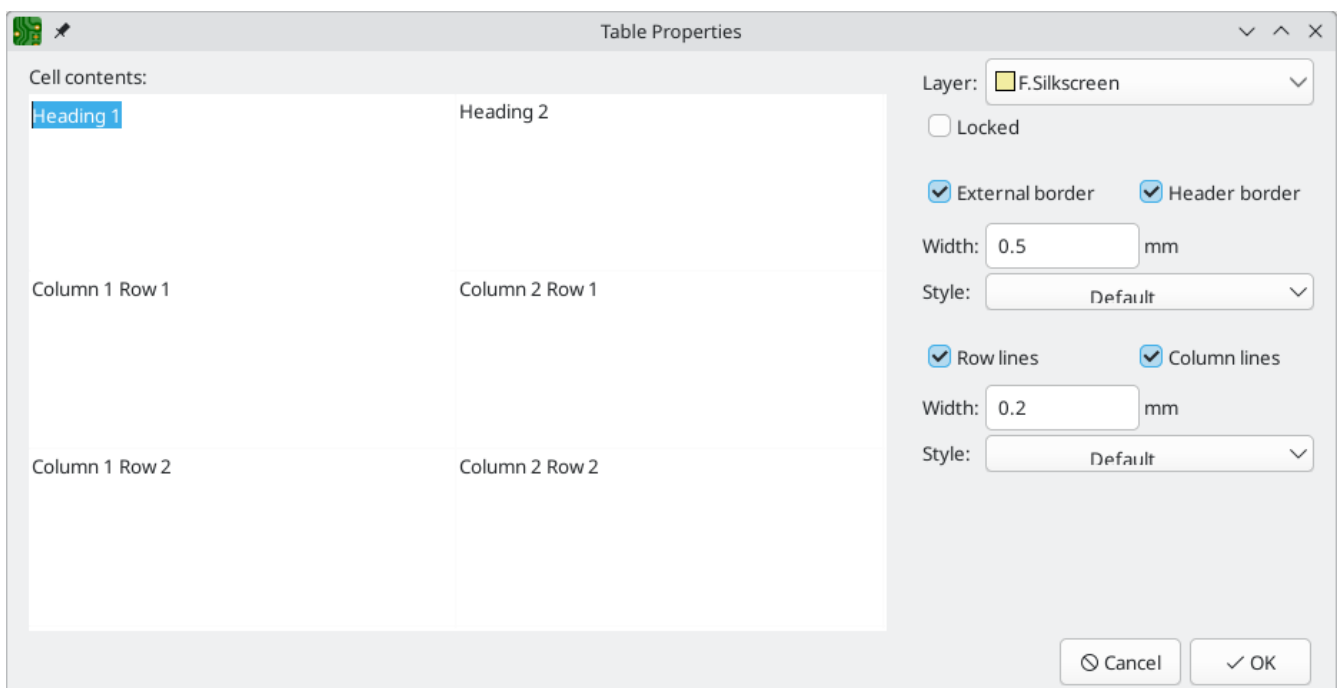 Table Properties
Cell contents:
Heading 1
Heading 2
Column 1 Row 1
Column 2 Row 1
Column 1 Row 2
Column 2 Row 2
Layer: F.Silkscreen
Locked
External border Header border
Width: 0.5 mm
Style: Default
Row lines Column lines
Width: 0.2 mm
Style: Default
Cancel OK